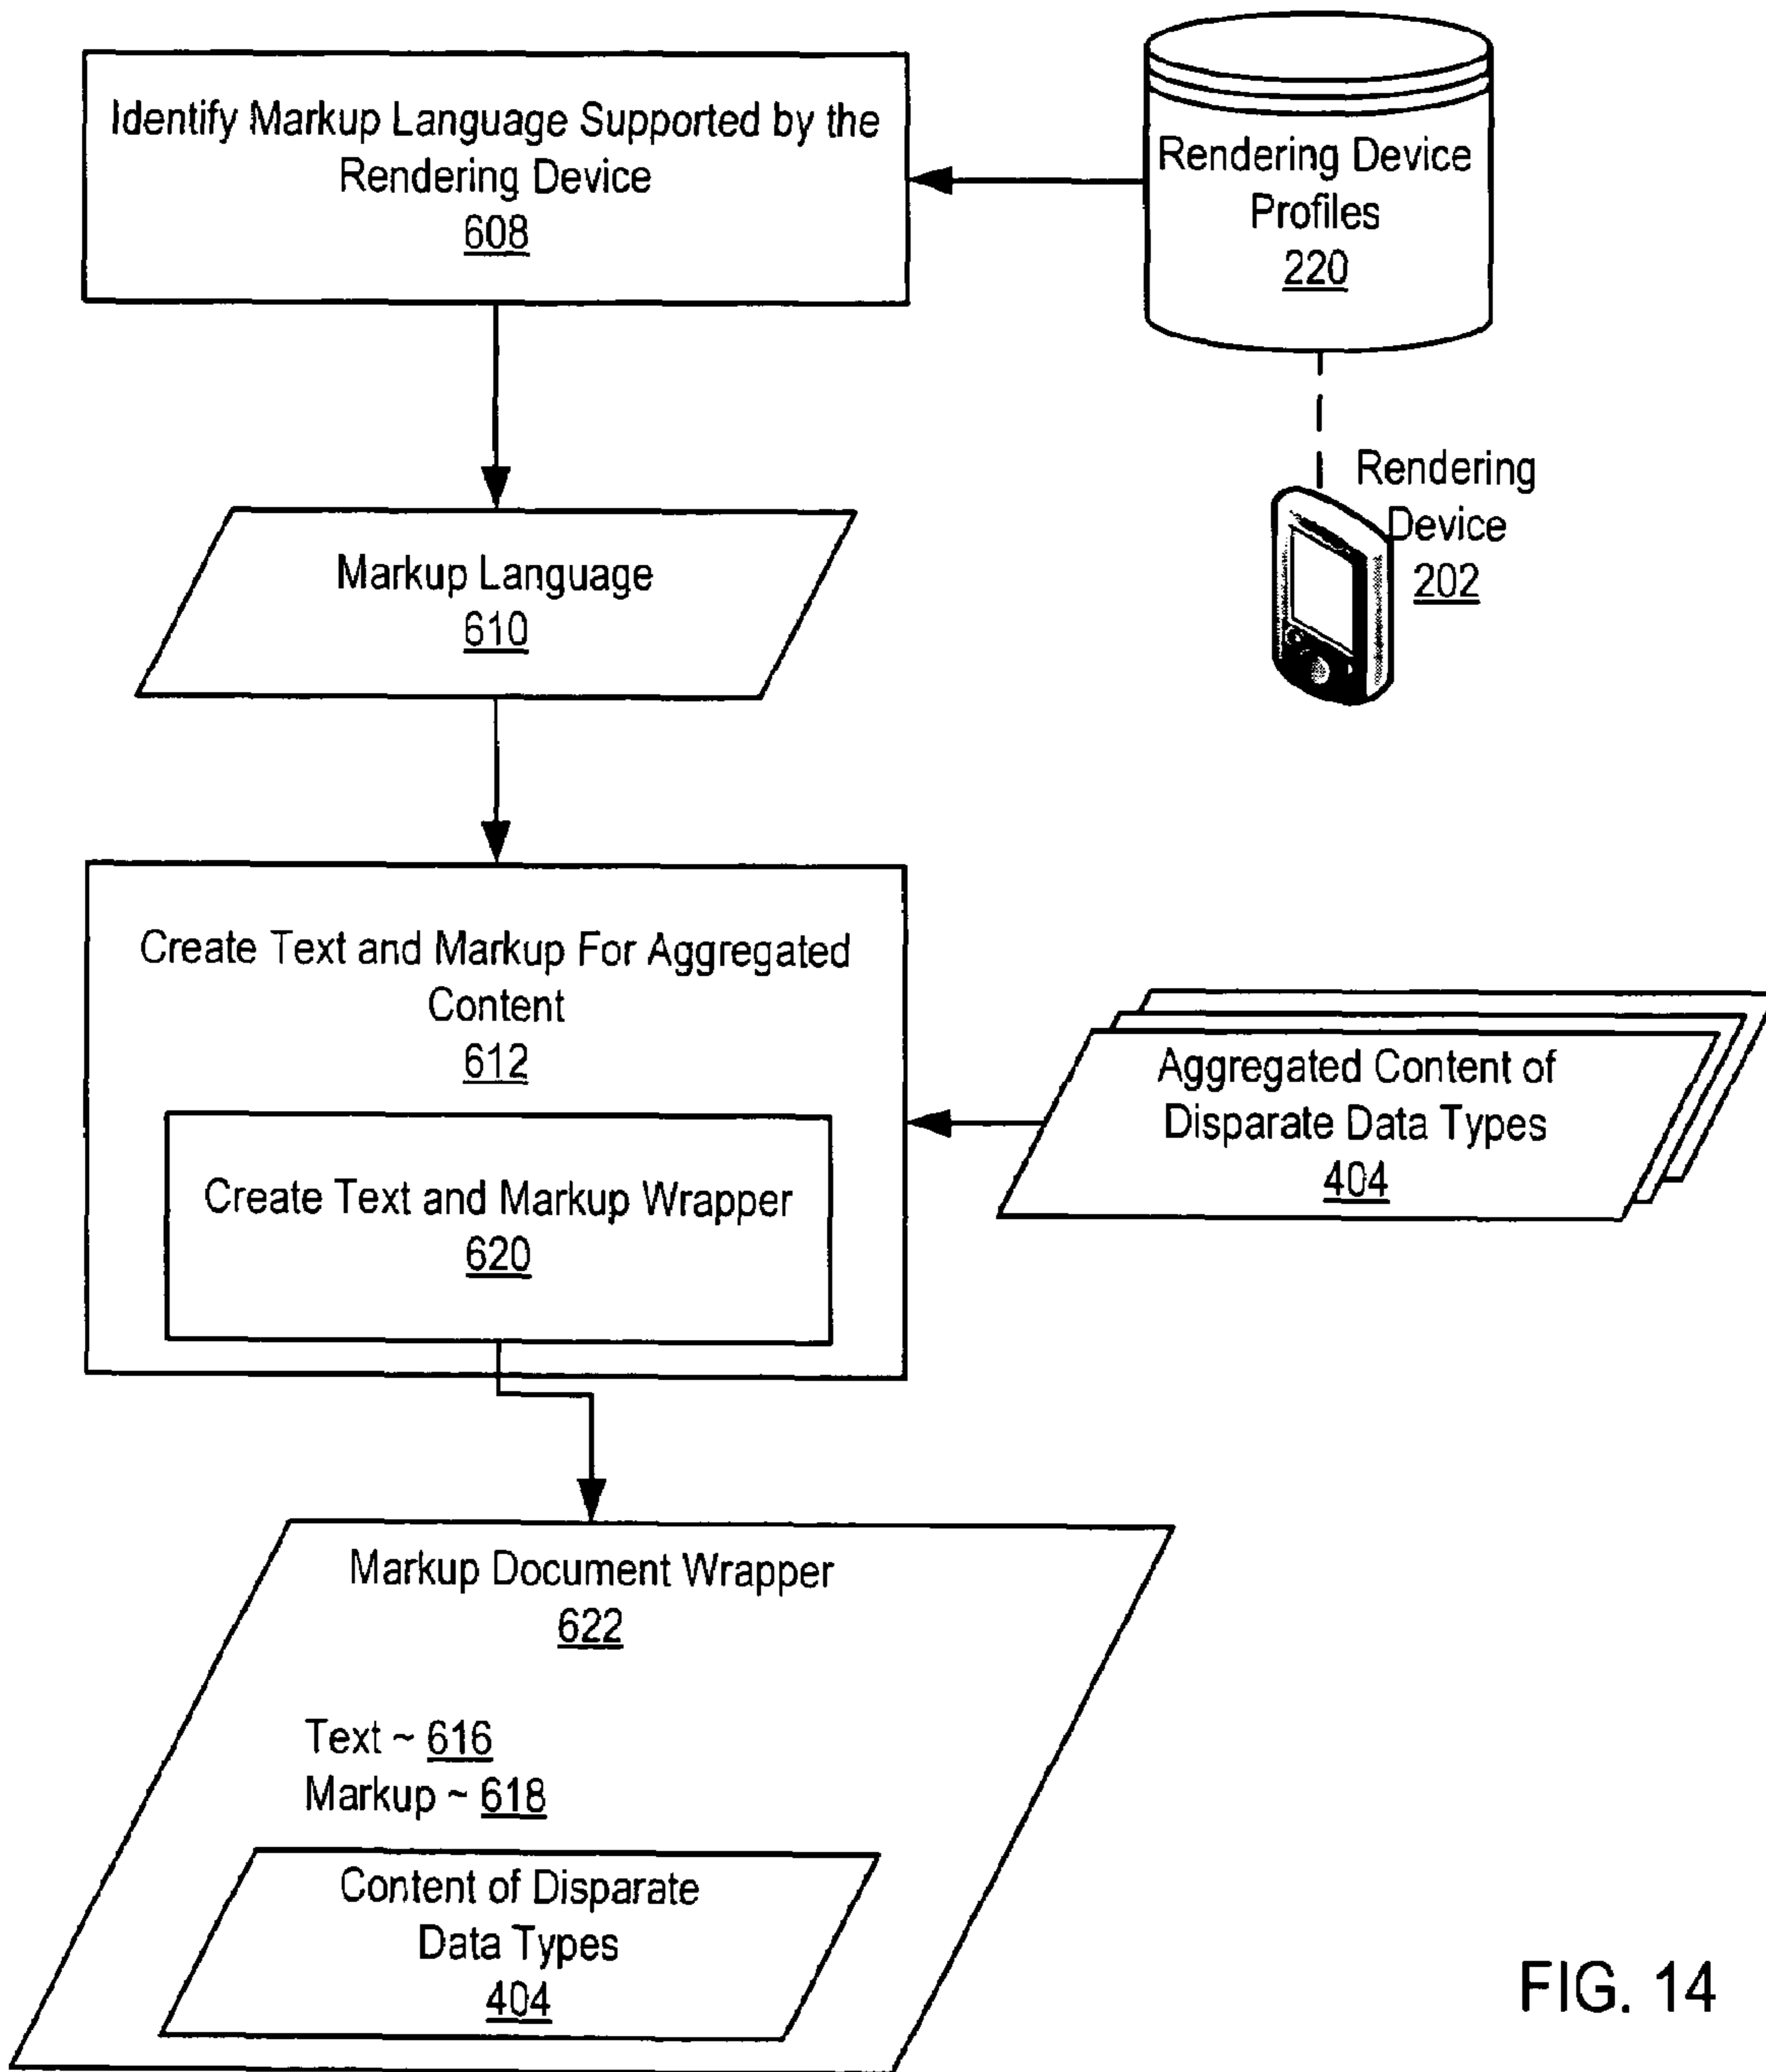 Identify Markup Language Supported by the
Rendering Device
608
Rendering Device
Profiles
220
Rendering
Device
202
Markup Language
610
Create Text and Markup For Aggregated
Content
612
Aggregated Content of
Disparate Data Types
404
Create Text and Markup Wrapper
620
Markup Document Wrapper
622
Text ~ 616
Markup ~ 618
Content of Disparate
Data Types
404
FIG. 14